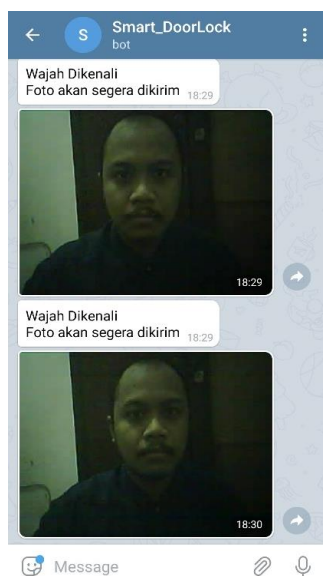 Smart_DoorLock
S
bot
Wajah Dikenali
Foto akan segera dikirim 18:29
18:29
Wajah Dikenali
Foto akan segera dikirim 18:29
18:30
Message